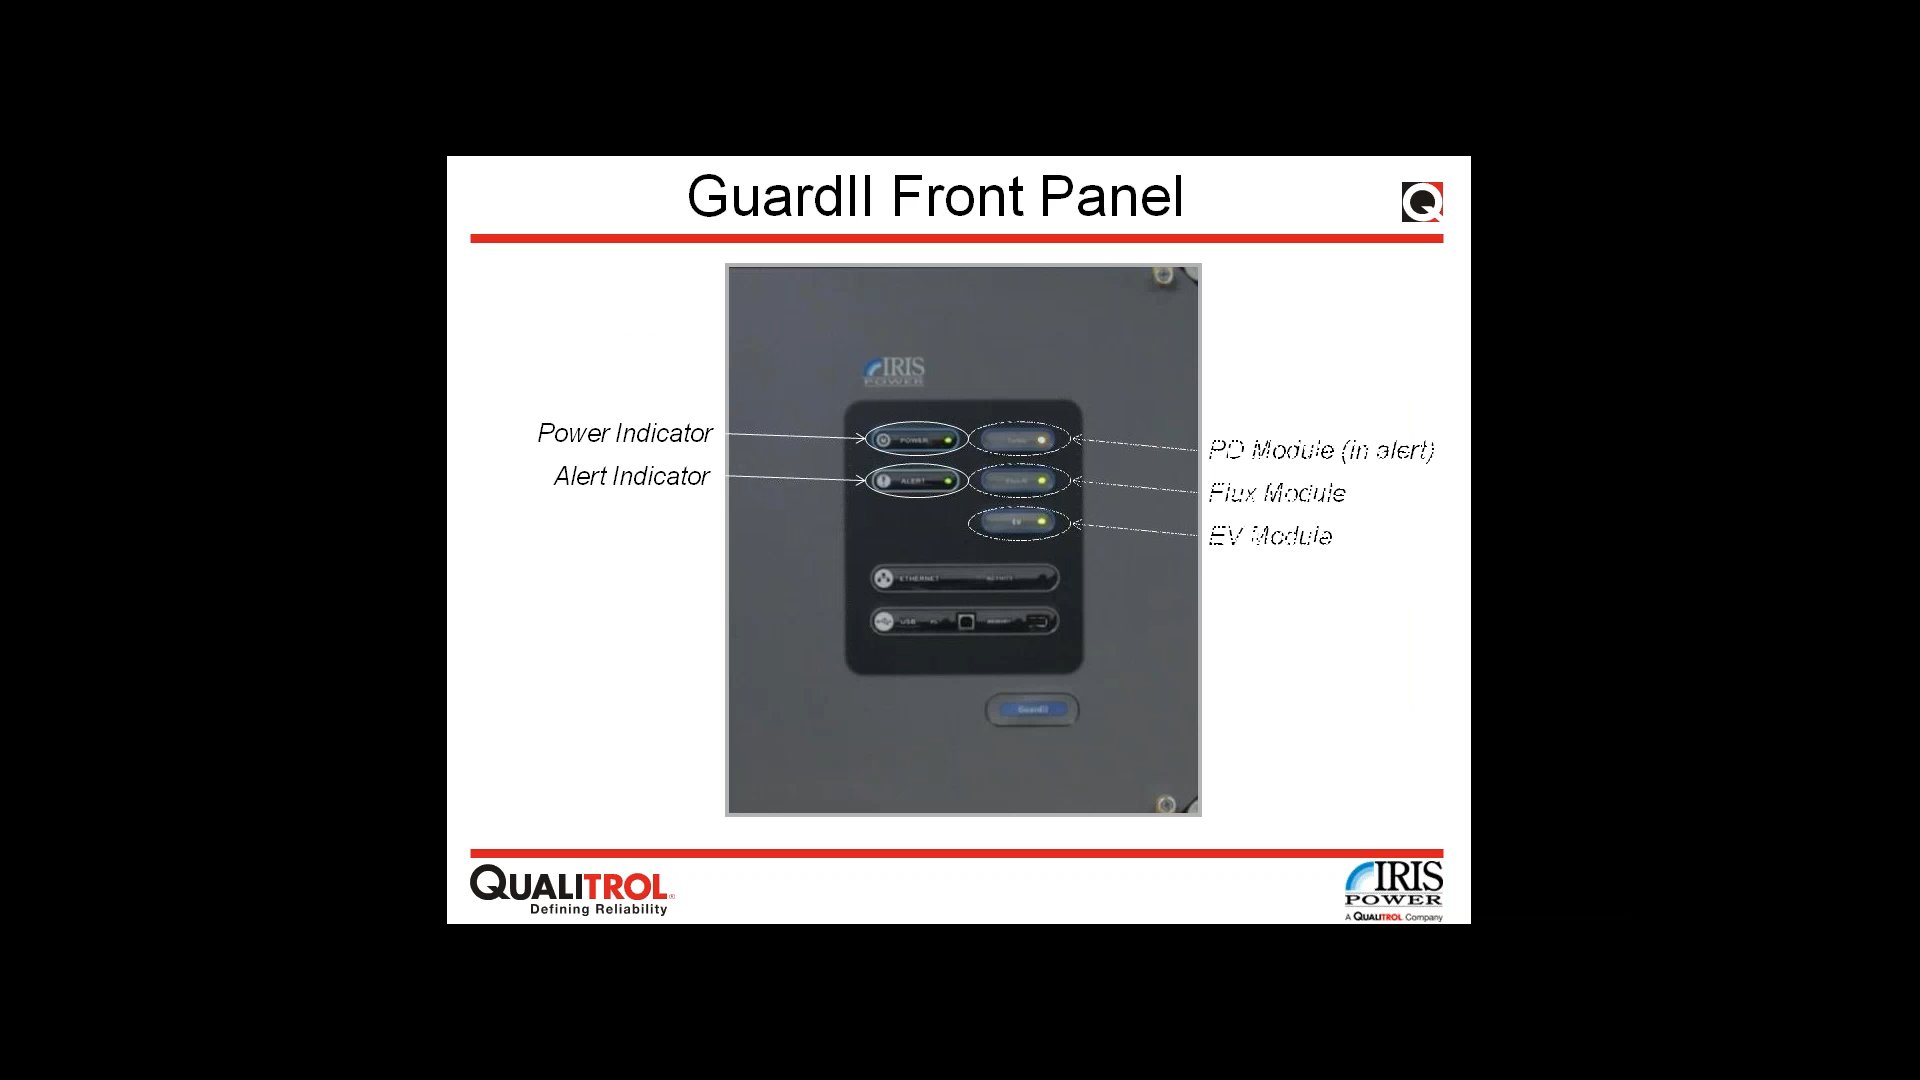 GuardII Front Panel
IRIS
POWER
Power Indicator
Alert Indicator
POWER
ALERT
EV
PD Module (in alert)
Flux Module
EV Module
ETHERNET
USB
MEMORY
GuardII
QUALITROL
Defining Reliability
IRIS
POWER
A QUALITROL Company